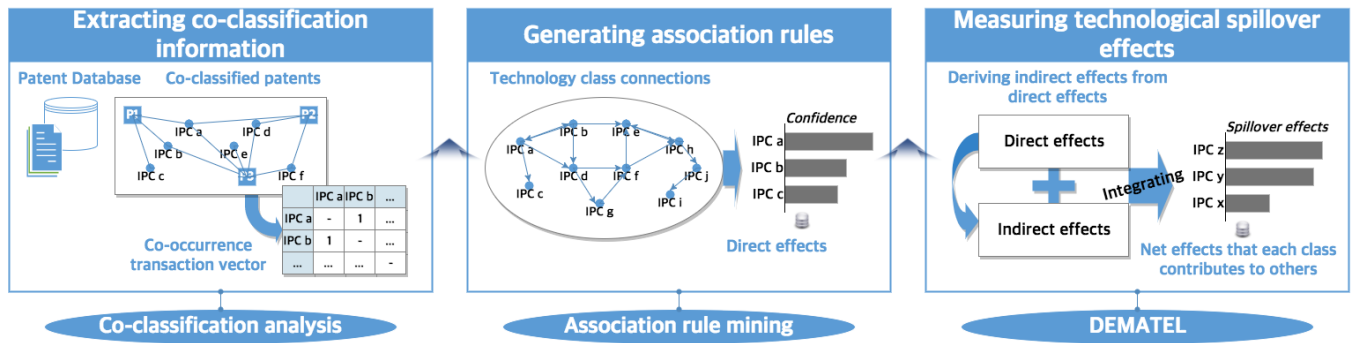 Extracting co-classification
information
Patent Database
Co-classified patents
P1
P2
IPC a
IPC d
IPC b
IPC e
IPC c
IPC f
IPC a IPC b ...
IPC a - 1 ...
IPC b 1 - ...
... ... ... -
Co-occurrence
transaction vector
Co-classification analysis
Generating association rules
Technology class connections
IPC b
IPC e
IPC a
IPC h
IPC d
IPC f
IPC j
IPC c
IPC g
IPC i
Confidence
IPC a
IPC b
IPC c
Direct effects
Association rule mining
Measuring technological spillover
effects
Deriving indirect effects from
direct effects
Direct effects
Indirect effects
Integrating
Spillover effects
IPC z
IPC y
IPC x
Net effects that each class
contributes to others
DEMATEL